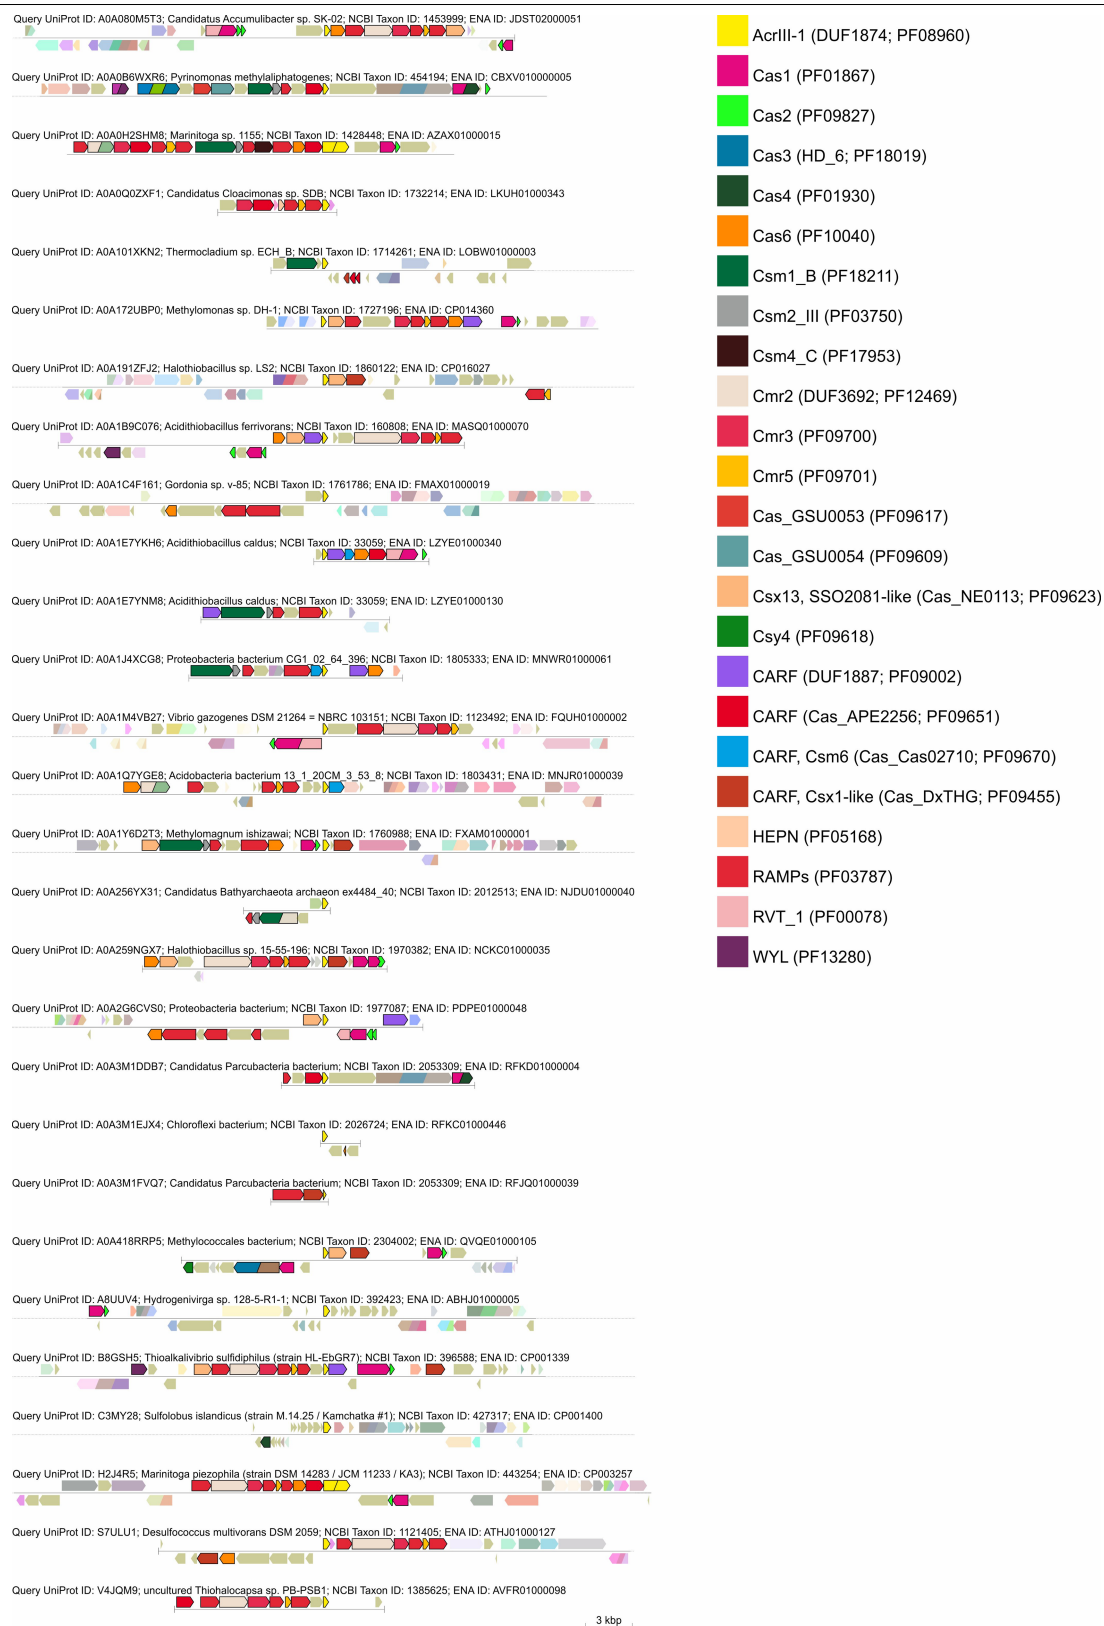 Query UniProt ID: A0A080M5T3; Candidatus Accumulibacter sp. SK-02; NCBI Taxon ID: 1453999; ENA ID: JDST02000051
Query UniProt ID: A0A0B6WXR6; Pyrinomonas methylaliphatogenes; NCBI Taxon ID: 454194; ENA ID: CBXV010000005
Query UniProt ID: A0A0H2SHM8; Marinitoga sp. 1155; NCBI Taxon ID: 1428448; ENA ID: AZAX01000015
Query UniProt ID: A0A0Q0ZXF1; Candidatus Cloacimonas sp. SDB; NCBI Taxon ID: 1732214; ENA ID: LKUH01000343
Query UniProt ID: A0A101XKN2; Thermocladium sp. ECH_B; NCBI Taxon ID: 1714261; ENA ID: LOBW01000003
Query UniProt ID: A0A172UBP0; Methylomonas sp. DH-1; NCBI Taxon ID: 1727196; ENA ID: CP014360
Query UniProt ID: A0A191ZFJ2; Halothiobacillus sp. LS2; NCBI Taxon ID: 1860122; ENA ID: CP016027
Query UniProt ID: A0A1B9C076; Acidithiobacillus ferrivorans; NCBI Taxon ID: 160808; ENA ID: MASQ01000070
Query UniProt ID: A0A1C4F161; Gordonia sp. v-85; NCBI Taxon ID: 1761786; ENA ID: FMAX01000019
Query UniProt ID: A0A1E7YKH6; Acidithiobacillus caldus; NCBI Taxon ID: 33059; ENA ID: LZYE01000340
Query UniProt ID: A0A1E7YNM8; Acidithiobacillus caldus; NCBI Taxon ID: 33059; ENA ID: LZYE01000130
Query UniProt ID: A0A1J4XCG8; Proteobacteria bacterium CG1_02_64_396; NCBI Taxon ID: 1805333; ENA ID: MNWR01000061
Query UniProt ID: A0A1M4VB27; Vibrio gazogenes DSM 21264 = NBRC 103151; NCBI Taxon ID: 1123492; ENA ID: FQUH01000002
Query UniProt ID: A0A1Q7YGE8; Acidobacteria bacterium 13_1_20CM_3_53_8; NCBI Taxon ID: 1803431; ENA ID: MNJR01000039
Query UniProt ID: A0A1Y6D2T3; Methylomagnum ishizawai; NCBI Taxon ID: 1760988; ENA ID: FXAM01000001
Query UniProt ID: A0A256YX31; Candidatus Bathyarchaeota archaeon ex4484_40; NCBI Taxon ID: 2012513; ENA ID: NJDU01000040
Query UniProt ID: A0A259NGX7; Halothiobacillus sp. 15-55-196; NCBI Taxon ID: 1970382; ENA ID: NCKC01000035
Query UniProt ID: A0A2G6CVS0; Proteobacteria bacterium; NCBI Taxon ID: 1977087; ENA ID: PDPE01000048
Query UniProt ID: A0A3M1DDB7; Candidatus Parcubacteria bacterium; NCBI Taxon ID: 2053309; ENA ID: RFKD01000004
Query UniProt ID: A0A3M1EJX4; Chloroflexi bacterium; NCBI Taxon ID: 2026724; ENA ID: RFKC01000446
Query UniProt ID: A0A3M1FVQ7; Candidatus Parcubacteria bacterium; NCBI Taxon ID: 2053309; ENA ID: RFJQ01000039
Query UniProt ID: A0A418RRP5; Methylococcales bacterium; NCBI Taxon ID: 2304002; ENA ID: QVQE01000105
Query UniProt ID: A8UUV4; Hydrogenivirga sp. 128-5-R1-1; NCBI Taxon ID: 392423; ENA ID: ABHJ01000005
Query UniProt ID: B8GSH5; Thioalkalivibrio sulfidiphilus (strain HL-EbGR7); NCBI Taxon ID: 396588; ENA ID: CP001339
Query UniProt ID: C3MY28; Sulfolobus islandicus (strain M.14.25 / Kamchatka #1); NCBI Taxon ID: 427317; ENA ID: CP001400
Query UniProt ID: H2J4R5; Marinitoga piezophila (strain DSM 14283 / JCM 11233 / KA3); NCBI Taxon ID: 443254; ENA ID: CP003257
Query UniProt ID: S7ULU1; Desulfococcus multivorans DSM 2059; NCBI Taxon ID: 1121405; ENA ID: ATHJ01000127
Query UniProt ID: V4JQM9; uncultured Thiohalocapsa sp. PB-PSB1; NCBI Taxon ID: 1385625; ENA ID: AVFR01000098
3 kbp
AcrIII-1 (DUF1874; PF08960)
Cas1 (PF01867)
Cas2 (PF09827)
Cas3 (HD_6; PF18019)
Cas4 (PF01930)
Cas6 (PF10040)
Csm1_B (PF18211)
Csm2_III (PF03750)
Csm4_C (PF17953)
Cmr2 (DUF3692; PF12469)
Cmr3 (PF09700)
Cmr5 (PF09701)
Cas_GSU0053 (PF09617)
Cas_GSU0054 (PF09609)
Csx13, SSO2081-like (Cas_NE0113; PF09623)
Csy4 (PF09618)
CARF (DUF1887; PF09002)
CARF (Cas_APE2256; PF09651)
CARF, Csm6 (Cas_Cas02710; PF09670)
CARF, Csx1-like (Cas_DxTHG; PF09455)
HEPN (PF05168)
RAMPs (PF03787)
RVT_1 (PF00078)
WYL (PF13280)